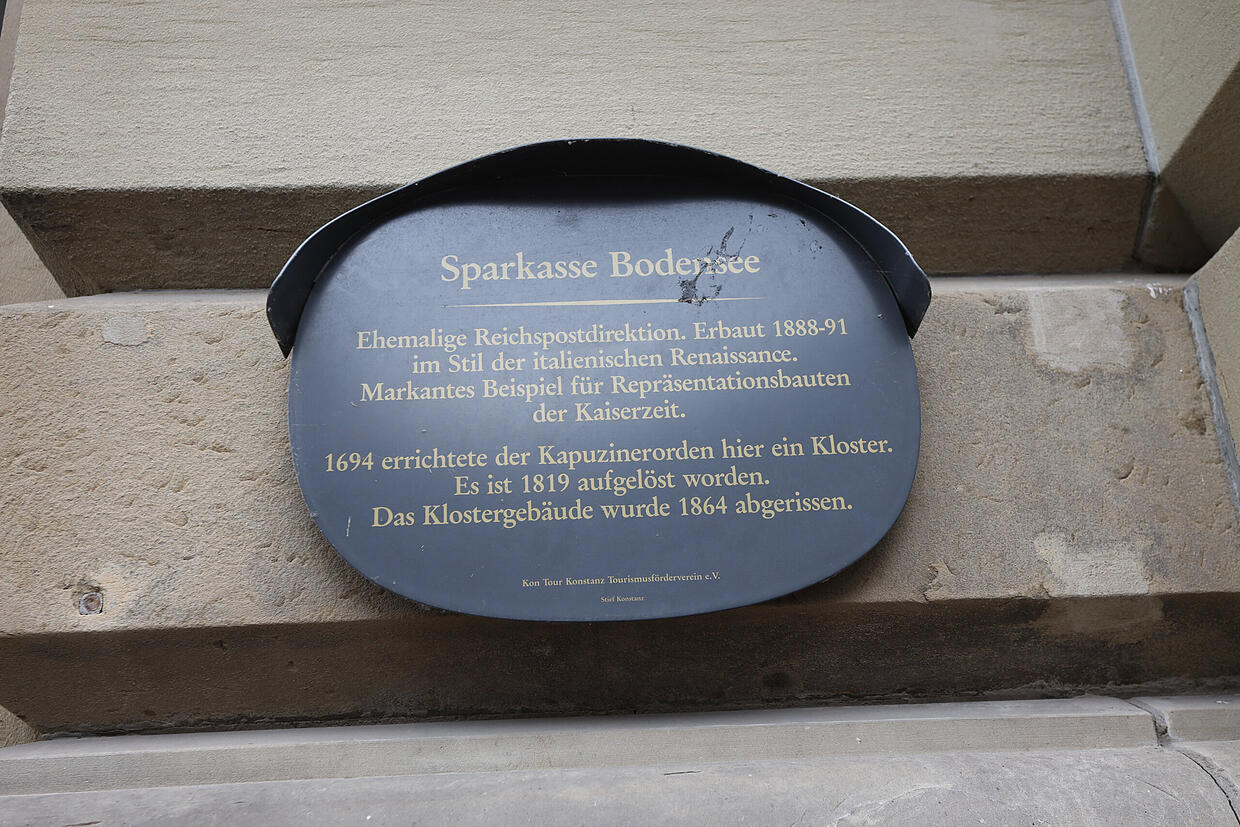 Sparkasse Bodensee
Ehemalige Reichspostdirektion. Erbaut 1888-91
im Stil der italienischen Renaissance.
Markantes Beispiel für Repräsentationsbauten
der Kaiserzeit.
1694 errichtete der Kapuzinerorden hier ein Kloster.
Es ist 1819 aufgelöst worden.
Das Klostergebäude wurde 1864 abgerissen.
Kon Tour Konstanz Tourismusförderverein e.V.
Stief Konstanz